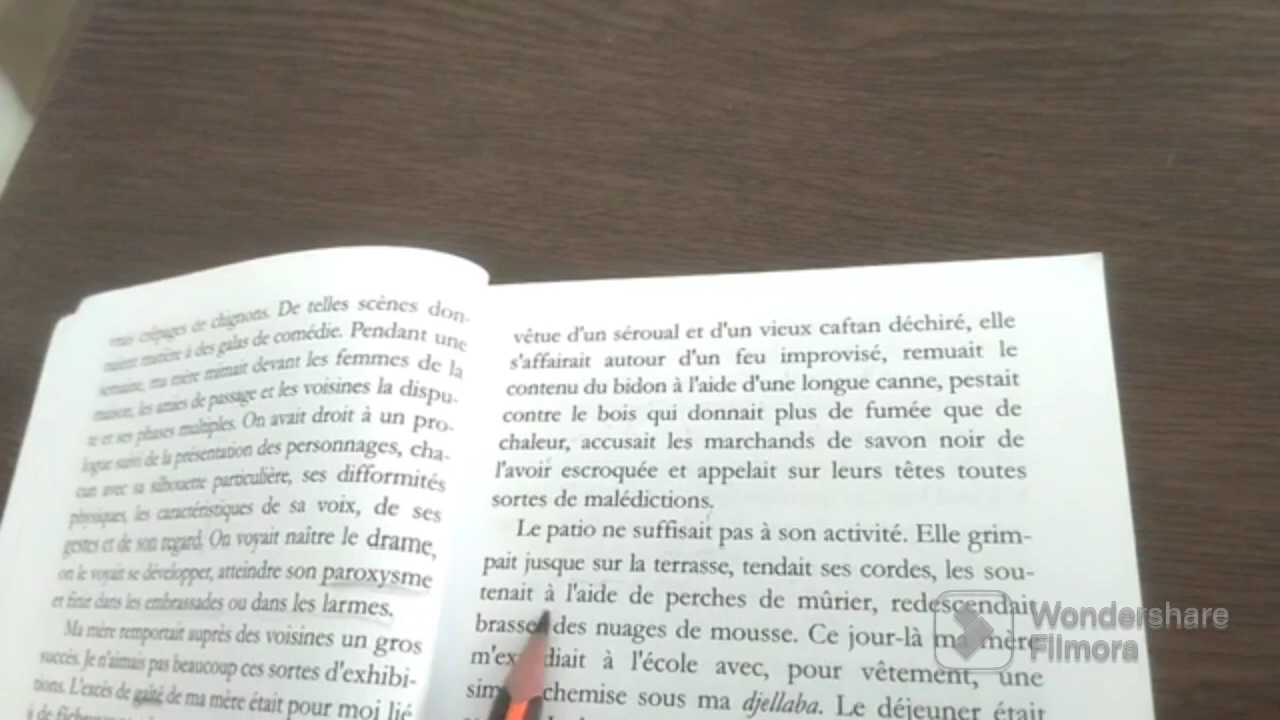 crêpages de chignons. De telles scènes don-
naient matière à des galas de comédie. Pendant une
semaine, ma mère mimait devant les femmes de la
maison, les amies de passage et les voisines la dispu-
te et ses phases multiples. On avait droit à un pro-
logue suivi de la présentation des personnages, cha-
cun avec sa silhouette particulière, ses difformités
physiques, les caractéristiques de sa voix, de ses
gestes et de son regard. On voyait naître le drame,
on le voyait se développer, atteindre son paroxysme
et finir dans les embrassades ou dans les larmes.
Ma mère remportait auprès des voisines un gros
succès. Je n'aimais pas beaucoup ces sortes d'exhibi-
tions. L'excès de gaîté de ma mère était pour moi lié
à de
vêtue d'un séroual et d'un vieux caftan déchiré, elle
s'affairait autour d'un feu improvisé, remuait le
contenu du bidon à l'aide d'une longue canne, pestait
contre le bois qui donnait plus de fumée que de
chaleur, accusait les marchands de savon noir de
l'avoir escroquée et appelait sur leurs têtes toutes
sortes de malédictions.
Le patio ne suffisait pas à son activité. Elle grim-
pait jusque sur la terrasse, tendait ses cordes, les sou-
tenait à l'aide de perches de mûrier, redescendait
des nuages de mousse. Ce jour-là ma mère
à l'école avec, pour vêtement, une
chemise sous ma djellaba. Le déjeuner était
Wondershare
Filmora